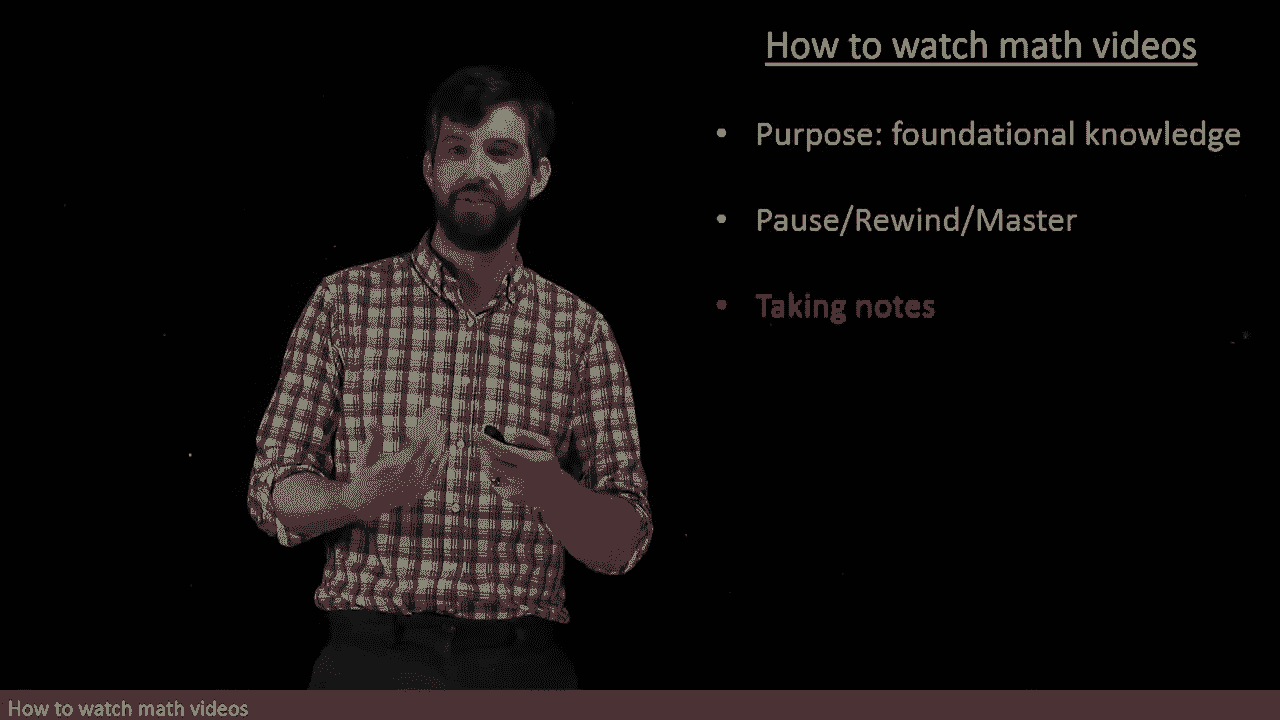 How to watch math videos
• Purpose: foundational knowledge
• Pause/Rewind/Master
• Taking notes
How to watch math videos